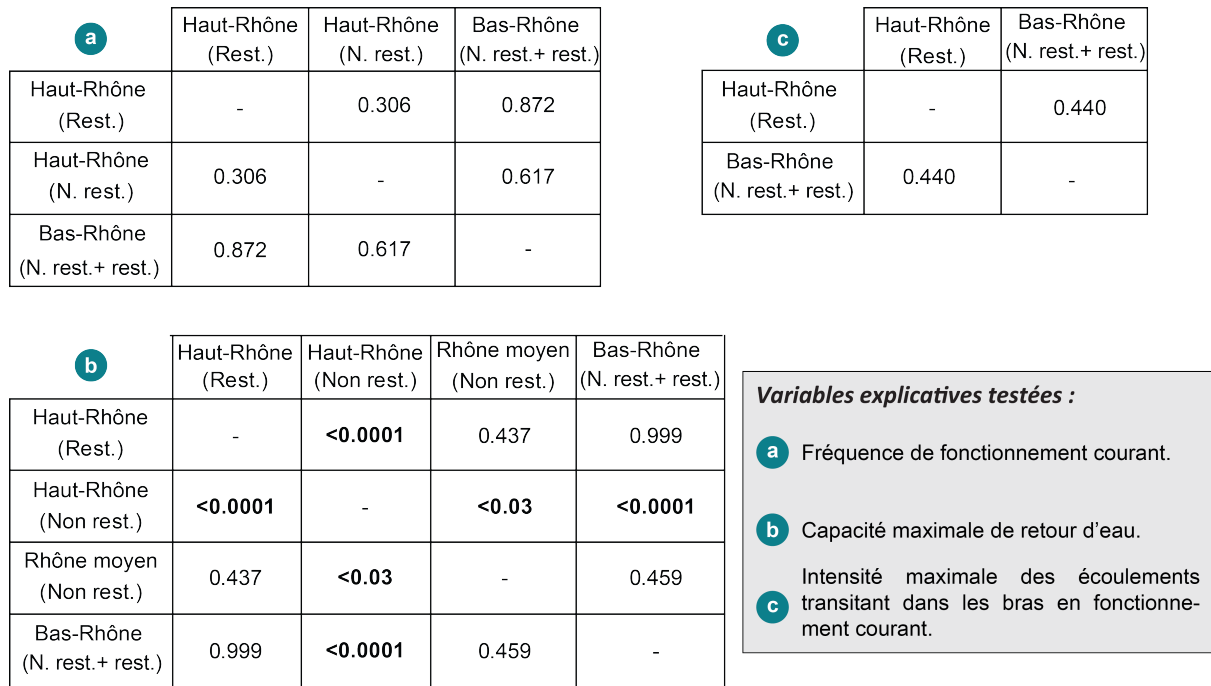 a
Haut-Rhône (Rest.) Haut-Rhône (N. rest.) Bas-Rhône (N. rest.+ rest.)
Haut-Rhône (Rest.) - 0.306 0.872
Haut-Rhône (N. rest.) 0.306 - 0.617
Bas-Rhône (N. rest.+ rest.) 0.872 0.617 -
c
Haut-Rhône (Rest.) Bas-Rhône (N. rest.+ rest.)
Haut-Rhône (Rest.) - 0.440
Bas-Rhône (N. rest.+ rest.) 0.440 -
b
Haut-Rhône (Rest.) Haut-Rhône (Non rest.) Rhône moyen (Non rest.) Bas-Rhône (N. rest.+ rest.)
Haut-Rhône (Rest.) - <0.0001 0.437 0.999
Haut-Rhône (Non rest.) <0.0001 - <0.03 <0.0001
Rhône moyen (Non rest.) 0.437 <0.03 - 0.459
Bas-Rhône (N. rest.+ rest.) 0.999 <0.0001 0.459 -
Variables explicatives testées :
a Fréquence de fonctionnement courant.
b Capacité maximale de retour d'eau.
c Intensité maximale des écoulements
transitant dans les bras en fonctionne-
ment courant.